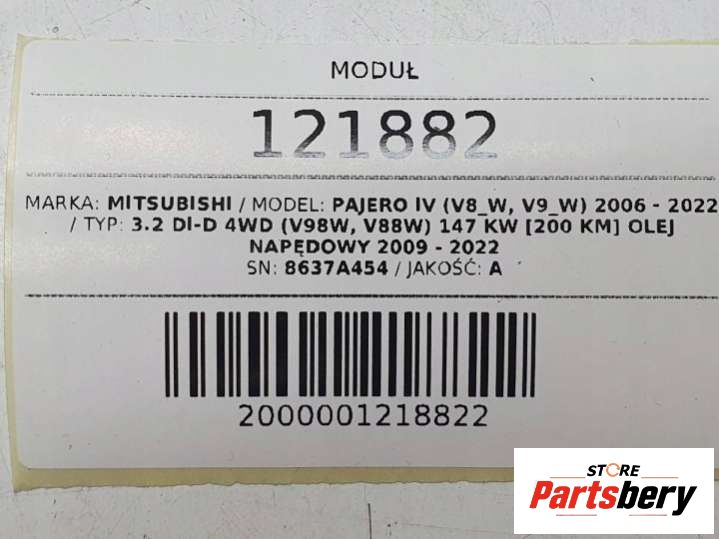 MODUŁ
121882
MARKA: MITSUBISHI / MODEL: PAJERO IV (V8_W, V9_W) 2006 - 2022
/ TYP: 3.2 DI-D 4WD (V98W, V88W) 147 KW [200 KM] OLEJ
NAPĘDOWY 2009 - 2022
SN: 8637A454 / JAKOŚĆ: A
2000001218822
STORE
Partsbery